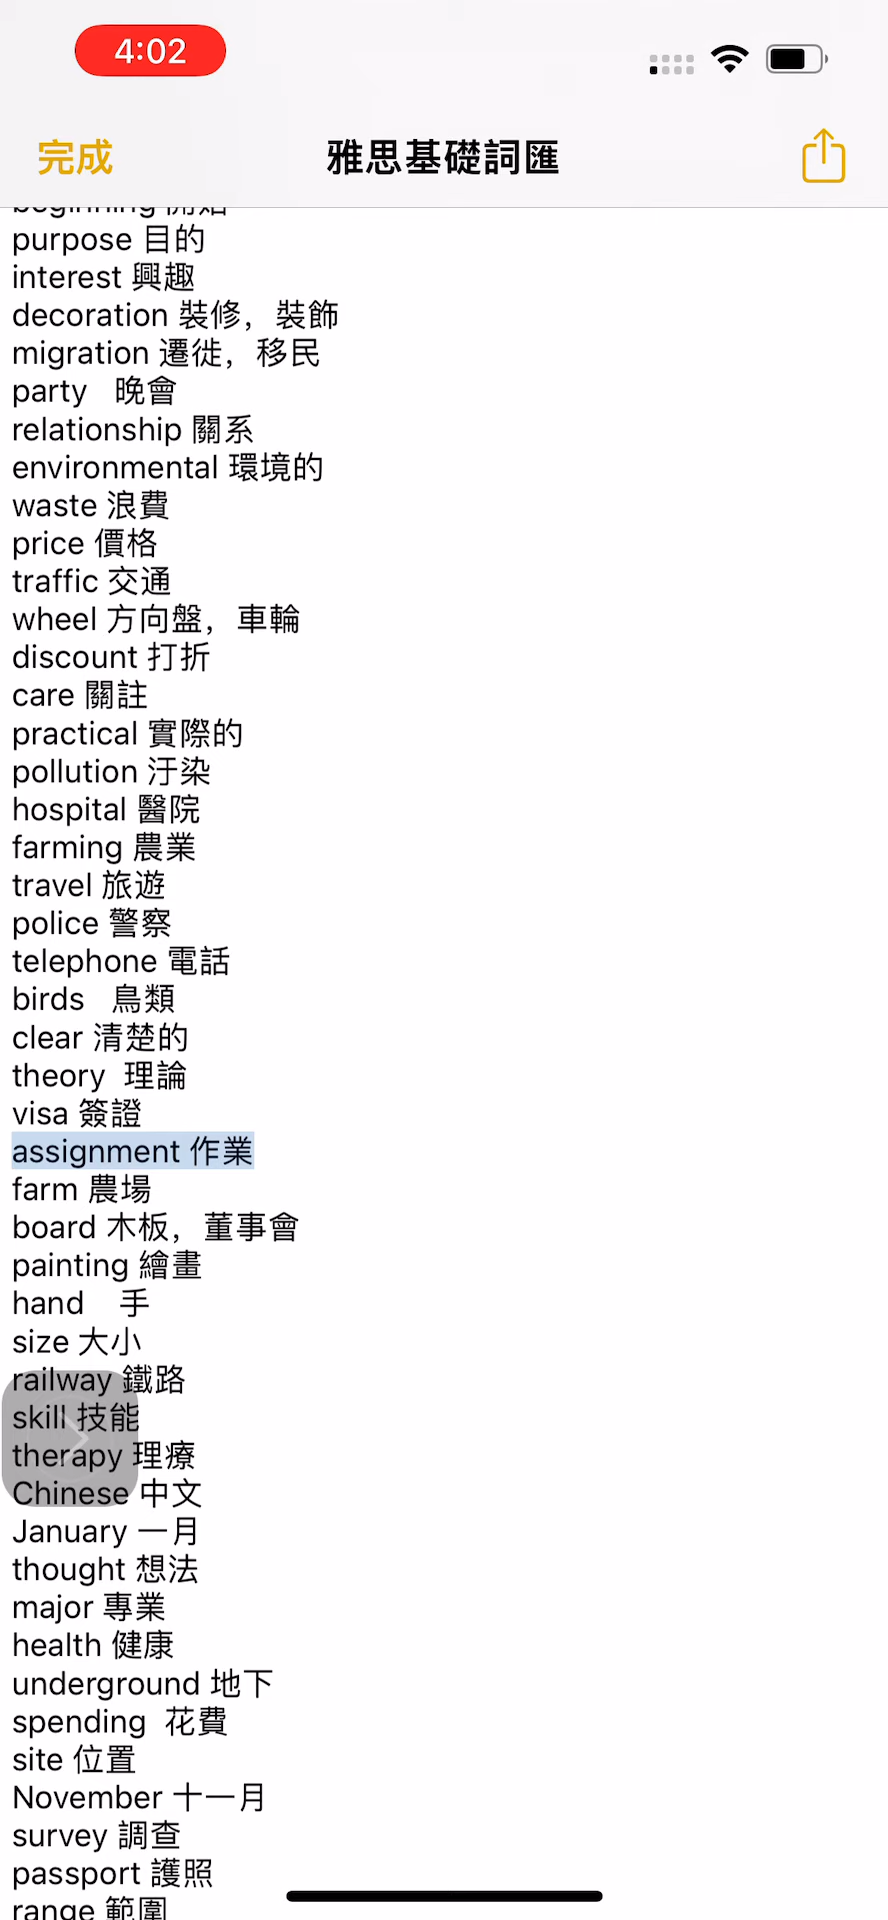 4:02
完成
雅思基礎詞匯
beginning 開始
purpose 目的
interest 興趣
decoration 裝修，裝飾
migration 遷徙，移民
party 晚會
relationship 關系
environmental 環境的
waste 浪費
price 價格
traffic 交通
wheel 方向盤，車輪
discount 打折
care 關註
practical 實際的
pollution 汙染
hospital 醫院
farming 農業
travel 旅遊
police 警察
telephone 電話
birds 鳥類
clear 清楚的
theory 理論
visa 簽證
assignment 作業
farm 農場
board 木板，董事會
painting 繪畫
hand 手
size 大小
railway 鐵路
skill 技能
therapy 理療
Chinese 中文
January 一月
thought 想法
major 專業
health 健康
underground 地下
spending 花費
site 位置
November 十一月
survey 調查
passport 護照
range 範圍